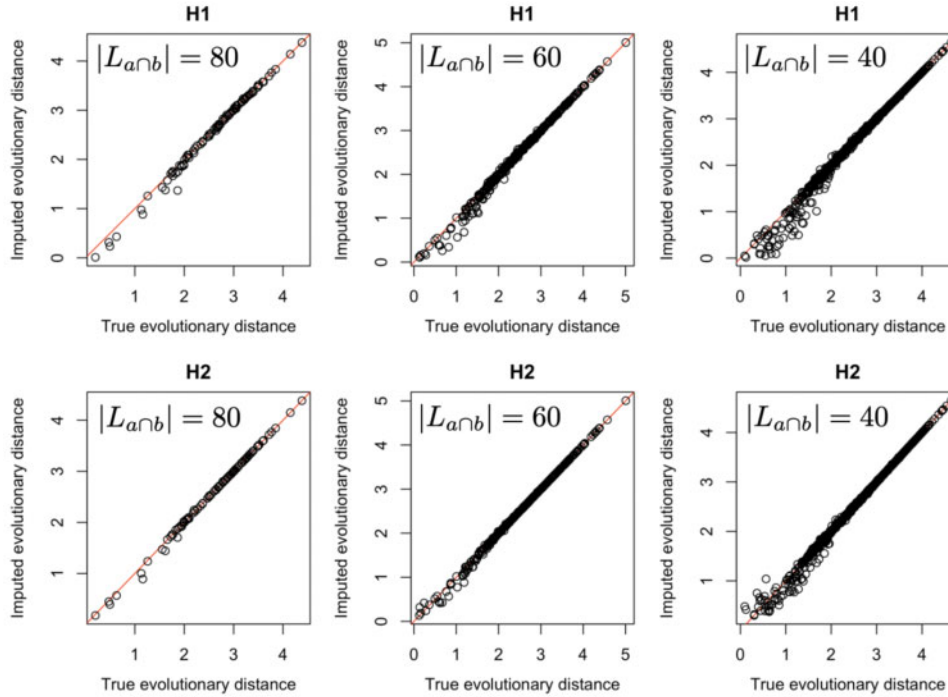 H1
|L_{a∩b}| = 80
Imputed evolutionary distance
4
3
2
1
0
1 2 3 4
True evolutionary distance
H1
|L_{a∩b}| = 60
Imputed evolutionary distance
5
4
3
2
1
0
0 1 2 3 4 5
True evolutionary distance
H1
|L_{a∩b}| = 40
Imputed evolutionary distance
4
3
2
1
0
0 1 2 3 4
True evolutionary distance
H2
|L_{a∩b}| = 80
Imputed evolutionary distance
4
3
2
1
1 2 3 4
True evolutionary distance
H2
|L_{a∩b}| = 60
Imputed evolutionary distance
5
4
3
2
1
0
0 1 2 3 4 5
True evolutionary distance
H2
|L_{a∩b}| = 40
Imputed evolutionary distance
4
3
2
1
0 1 2 3 4
True evolutionary distance